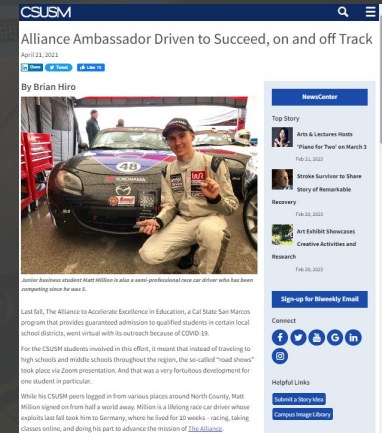 CSUSM
Alliance Ambassador Driven to Succeed, on and off Track
April 21, 2021
Share
Tweet
Like 70
By Brian Hiro
48
YOKOHAMA
Junior business student Matt Million is also a semi-professional race car driver who has been
competing since he was 5.
Last fall, The Alliance to Accelerate Excellence in Education, a Cal State San Marcos
program that provides guaranteed admission to qualified students in certain local
school districts, went virtual with its outreach because of COVID-19.
For the CSUSM students involved in this effort, it meant that instead of traveling to
high schools and middle schools throughout the region, the so-called "road shows"
took place via Zoom presentation. And that was a very fortuitous development for
one student in particular.
While his CSUSM peers logged in from various places around North County, Matt
Million signed on from half a world away. Million is a lifelong race car driver whose
exploits last fall took him to Germany, where he lived for 10 weeks – racing, taking
classes online, and doing his part to advance the mission of The Alliance.
NewsCenter
Top Story
Arts & Lectures Hosts
'Piano for Two' on March 3
Feb 21, 2023
Stroke Survivor to Share
Story of Remarkable
Recovery
Feb 20, 2023
Art Exhibit Showcases
Creative Activities and
Research
Feb 20, 2023
Sign-up for Biweekly Email
Connect
Helpful Links
Submit a Story Idea
Campus Image Library